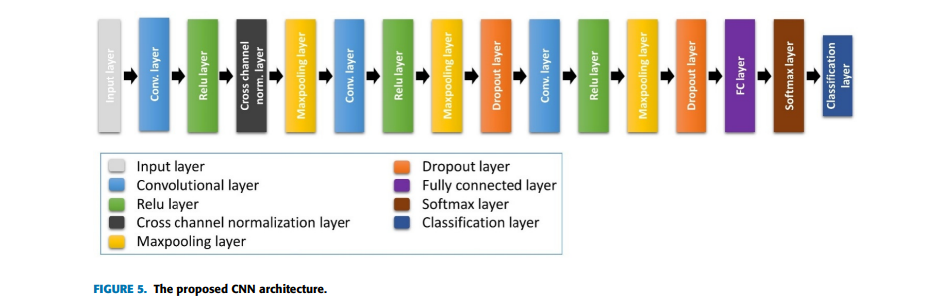 Input layer
Conv. layer
Relu layer
Cross channel
norm. layer
Maxpooling layer
Conv. layer
Relu layer
Maxpooling layer
Dropout layer
Conv. layer
Relu layer
Maxpooling layer
Dropout layer
FC layer
Softmax layer
Classification
layer
Input layer
Convolutional layer
Relu layer
Cross channel normalization layer
Maxpooling layer
Dropout layer
Fully connected layer
Softmax layer
Classification layer
FIGURE 5. The proposed CNN architecture.